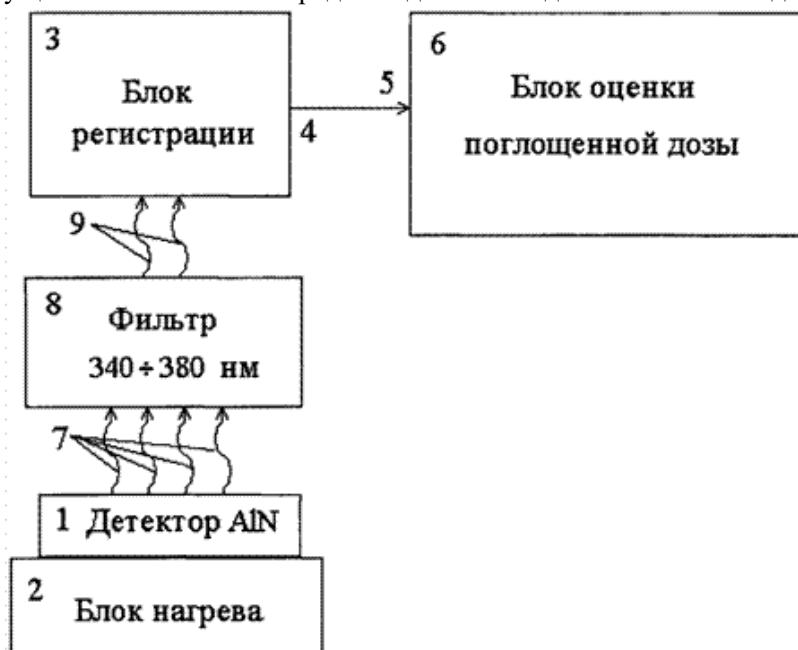 3
Блок
регистрации
4
5
6
Блок оценки
поглощенной дозы
9
8
Фильтр
340÷380 нм
7
1 Детектор AlN
2
Блок нагрева